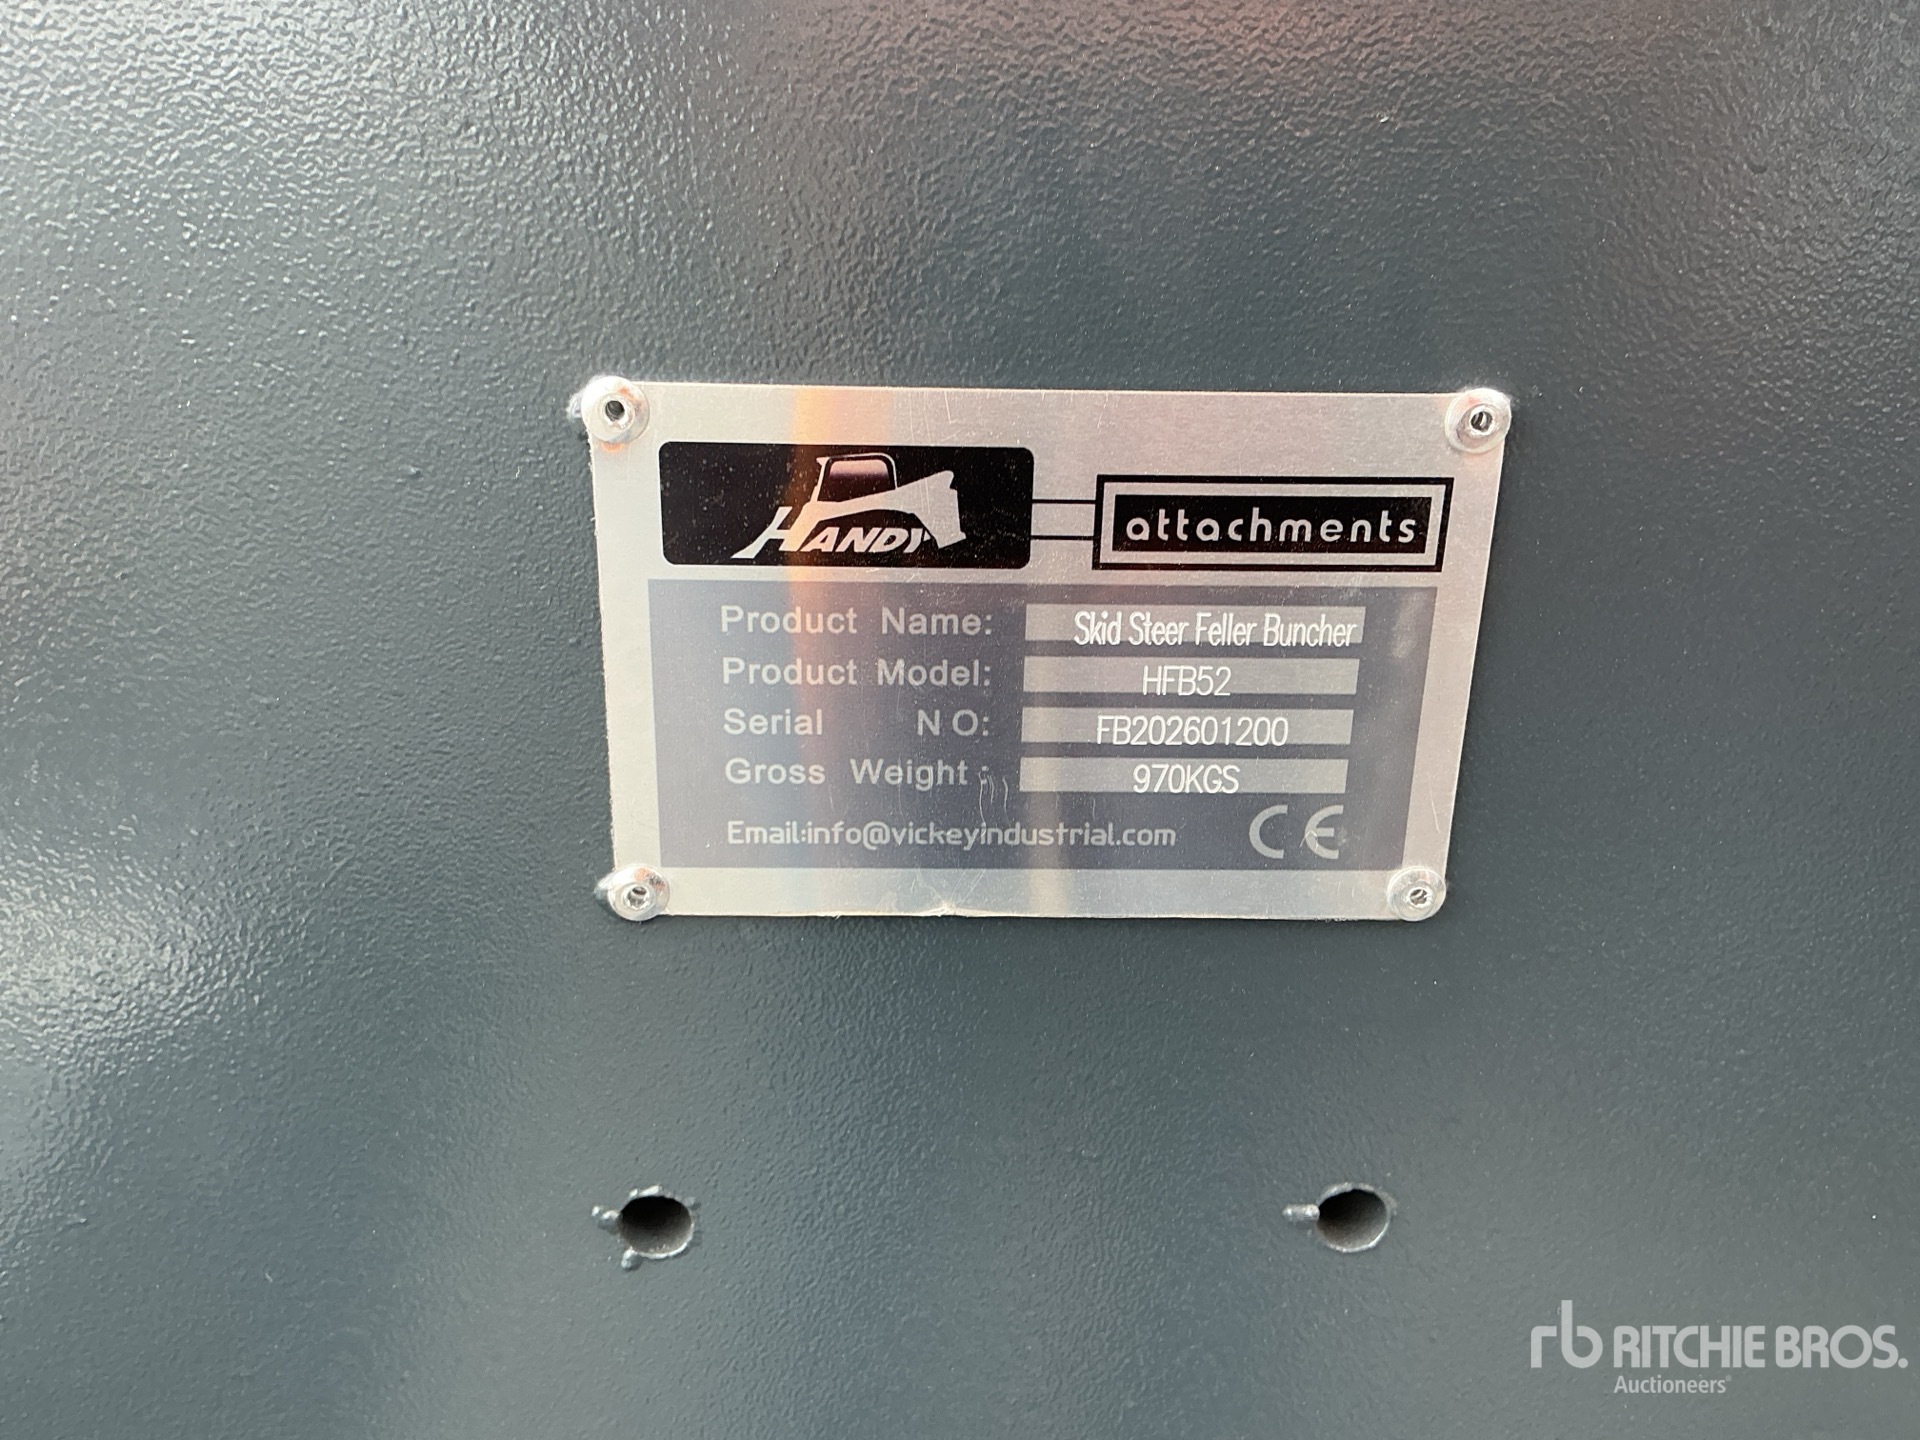 HANDY attachments
Product Name: Skid Steer Feller Buncher
Product Model: HFB52
Serial NO: FB202601200
Gross Weight: 970KGS
Email:info@vickeyindustrial.com CE
rb RITCHIE BROS.
Auctioneers